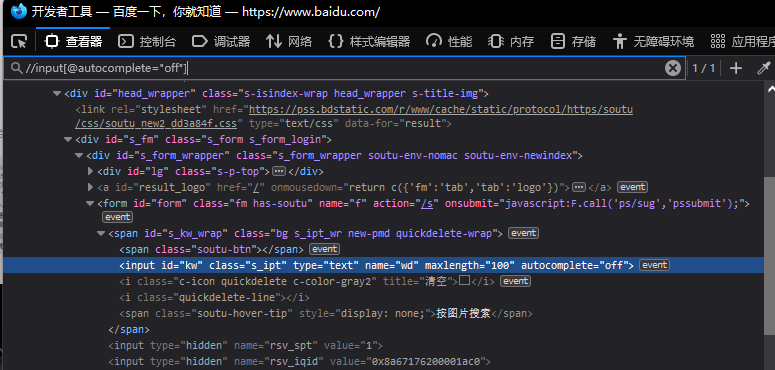 开发者工具 — 百度一下，你就知道 — https://www.baidu.com/
查看器 控制台 调试器 网络 {} 样式编辑器 性能 内存 存储 无障碍环境 应用程序
//input[@autocomplete="off"] 1 / 1 +
<div id="head_wrapper" class="s-isindex-wrap head_wrapper s-title-img">
<link rel="stylesheet" href="https://pss.bdstatic.com/r/www/cache/static/protocol/https/soutu
/css/soutu_new2_dd3a84f.css" type="text/css" data-for="result">
<div id="s_fm" class="s_form s_form_login">
<div id="s_form_wrapper" class="s_form_wrapper soutu-env-nomac soutu-env-newindex">
<div id="lg" class="s-p-top>⋯</div>
<a id="result_logo" href="/" onmousedown="return c({'fm':'tab','tab':'logo'})">⋯</a> event
<form id="form" class="fm has-soutu" name="f" action="/s" onsubmit="javascript:F.call('ps/sug','pssubmit');">
event
<span id="s_kw_wrap" class="bg s_ipt_wr new-pmd quickdelete-wrap"> event
<span class="soutu-btn"></span> event
<input id="kw" class="s_ipt" type="text" name="wd" maxlength="100" autocomplete="off"> event
<i class="c-icon quickdelete c-color-gray2" title="清空"></i> event
<i class="quickdelete-line"></i>
<span class="soutu-hover-tip" style="display: none;">按图片搜索</span>
</span>
<input type="hidden" name="rsv_spt" value="1">
<input type="hidden" name="rsv_iqid" value="0x8a67176200001ac0">